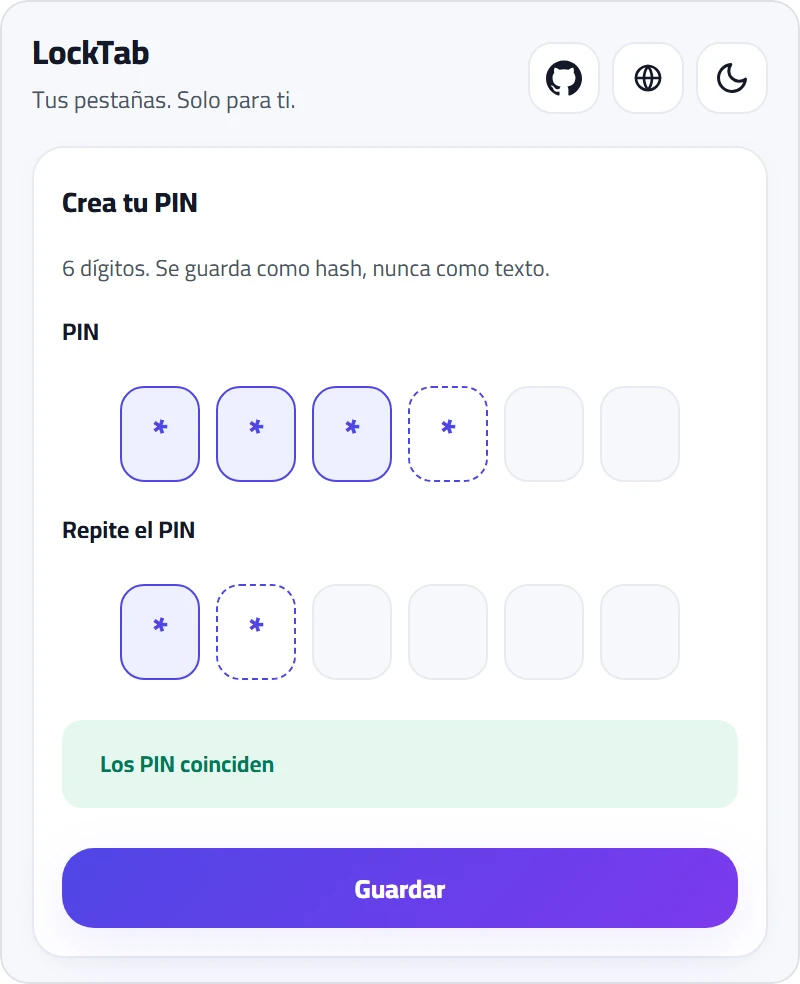 LockTab
Tus pestañas. Solo para ti.
Crea tu PIN
6 dígitos. Se guarda como hash, nunca como texto.
PIN
* * * *
Repite el PIN
* *
Los PIN coinciden
Guardar